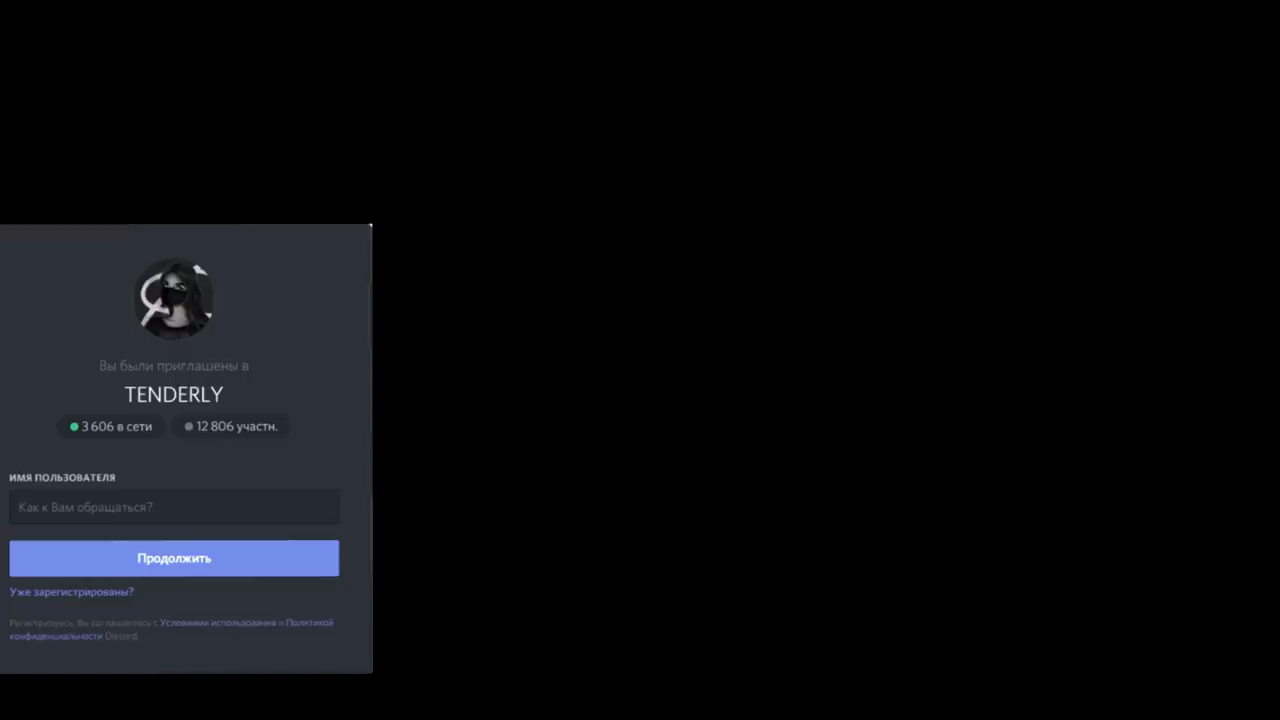 Вы были приглашены в
TENDERLY
3 606 в сети
12 806 участн.
ИМЯ ПОЛЬЗОВАТЕЛЯ
Как к Вам обращаться?
Продолжить
Уже зарегистрированы?
Регистрируясь, Вы соглашаетесь с Условиями использования и Политикой
конфиденциальности Discord.